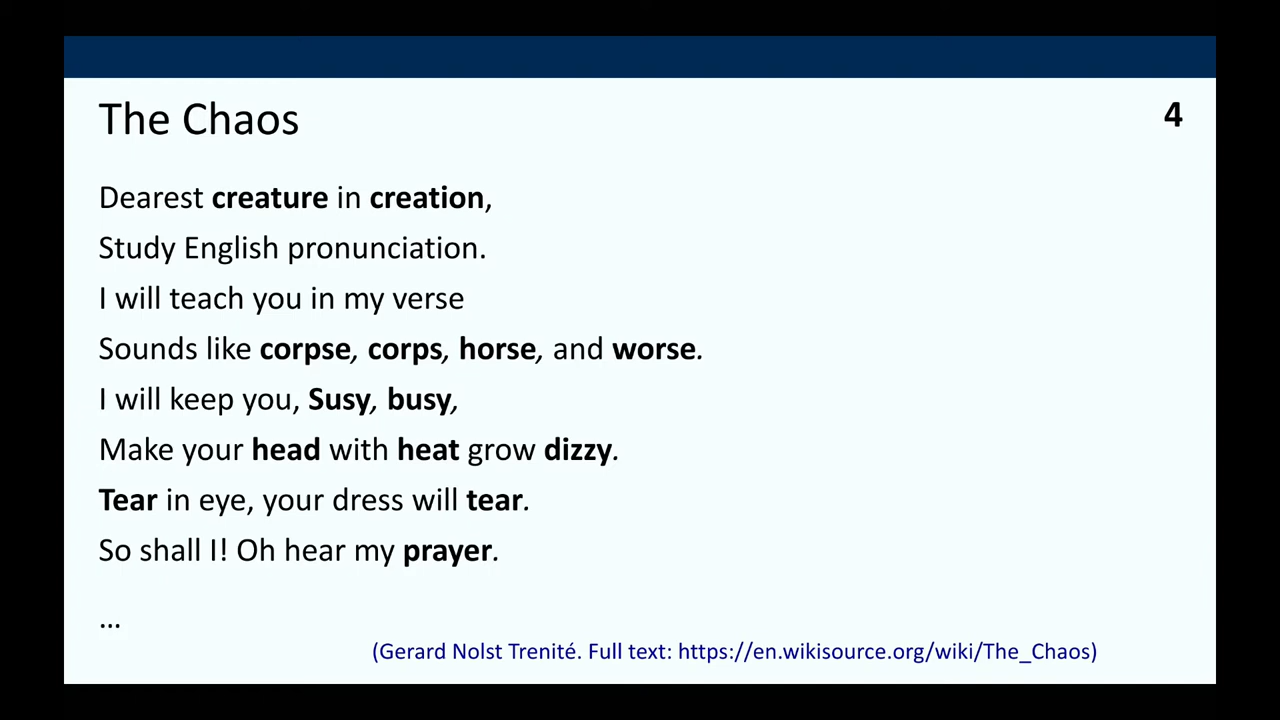 The Chaos
4
Dearest creature in creation,
Study English pronunciation.
I will teach you in my verse
Sounds like corpse, corps, horse, and worse.
I will keep you, Susy, busy,
Make your head with heat grow dizzy.
Tear in eye, your dress will tear.
So shall I! Oh hear my prayer.
...
(Gerard Nolst Trenité. Full text: https://en.wikisource.org/wiki/The_Chaos)